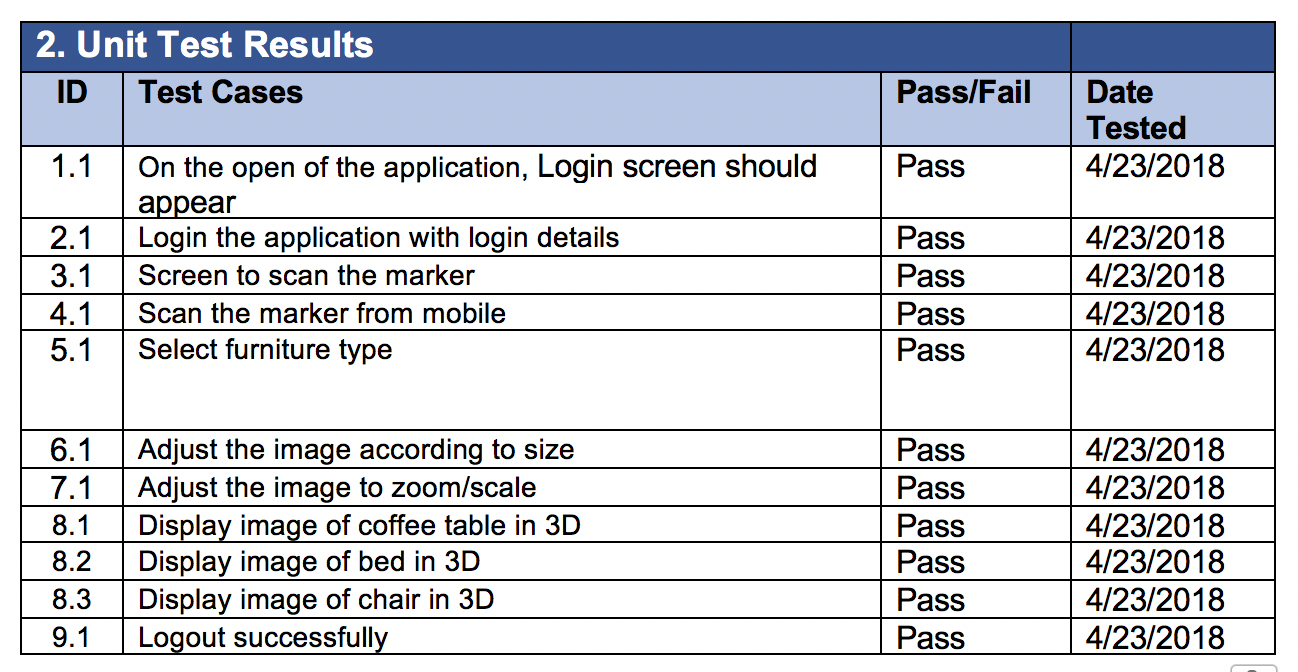 2. Unit Test Results
ID Test Cases Pass/Fail Date
Tested
1.1 On the open of the application, Login screen should Pass 4/23/2018
appear
2.1 Login the application with login details Pass 4/23/2018
3.1 Screen to scan the marker Pass 4/23/2018
4.1 Scan the marker from mobile Pass 4/23/2018
5.1 Select furniture type Pass 4/23/2018
6.1 Adjust the image according to size Pass 4/23/2018
7.1 Adjust the image to zoom/scale Pass 4/23/2018
8.1 Display image of coffee table in 3D Pass 4/23/2018
8.2 Display image of bed in 3D Pass 4/23/2018
8.3 Display image of chair in 3D Pass 4/23/2018
9.1 Logout successfully Pass 4/23/2018